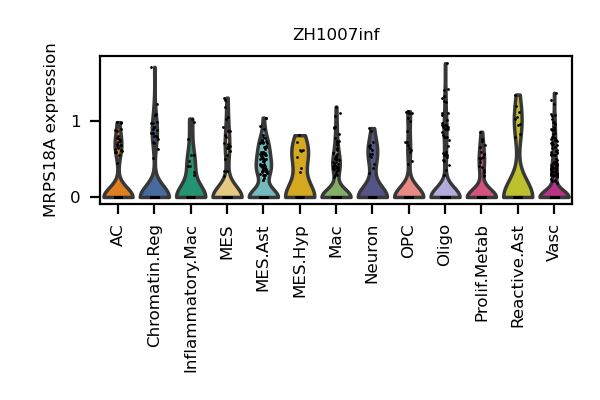 ZH1007inf
MRPS18A expression
1
0
AC
Chromatin.Reg
Inflammatory.Mac
MES
MES.Ast
MES.Hyp
Mac
Neuron
OPC
Oligo
Prolif.Metab
Reactive.Ast
Vasc